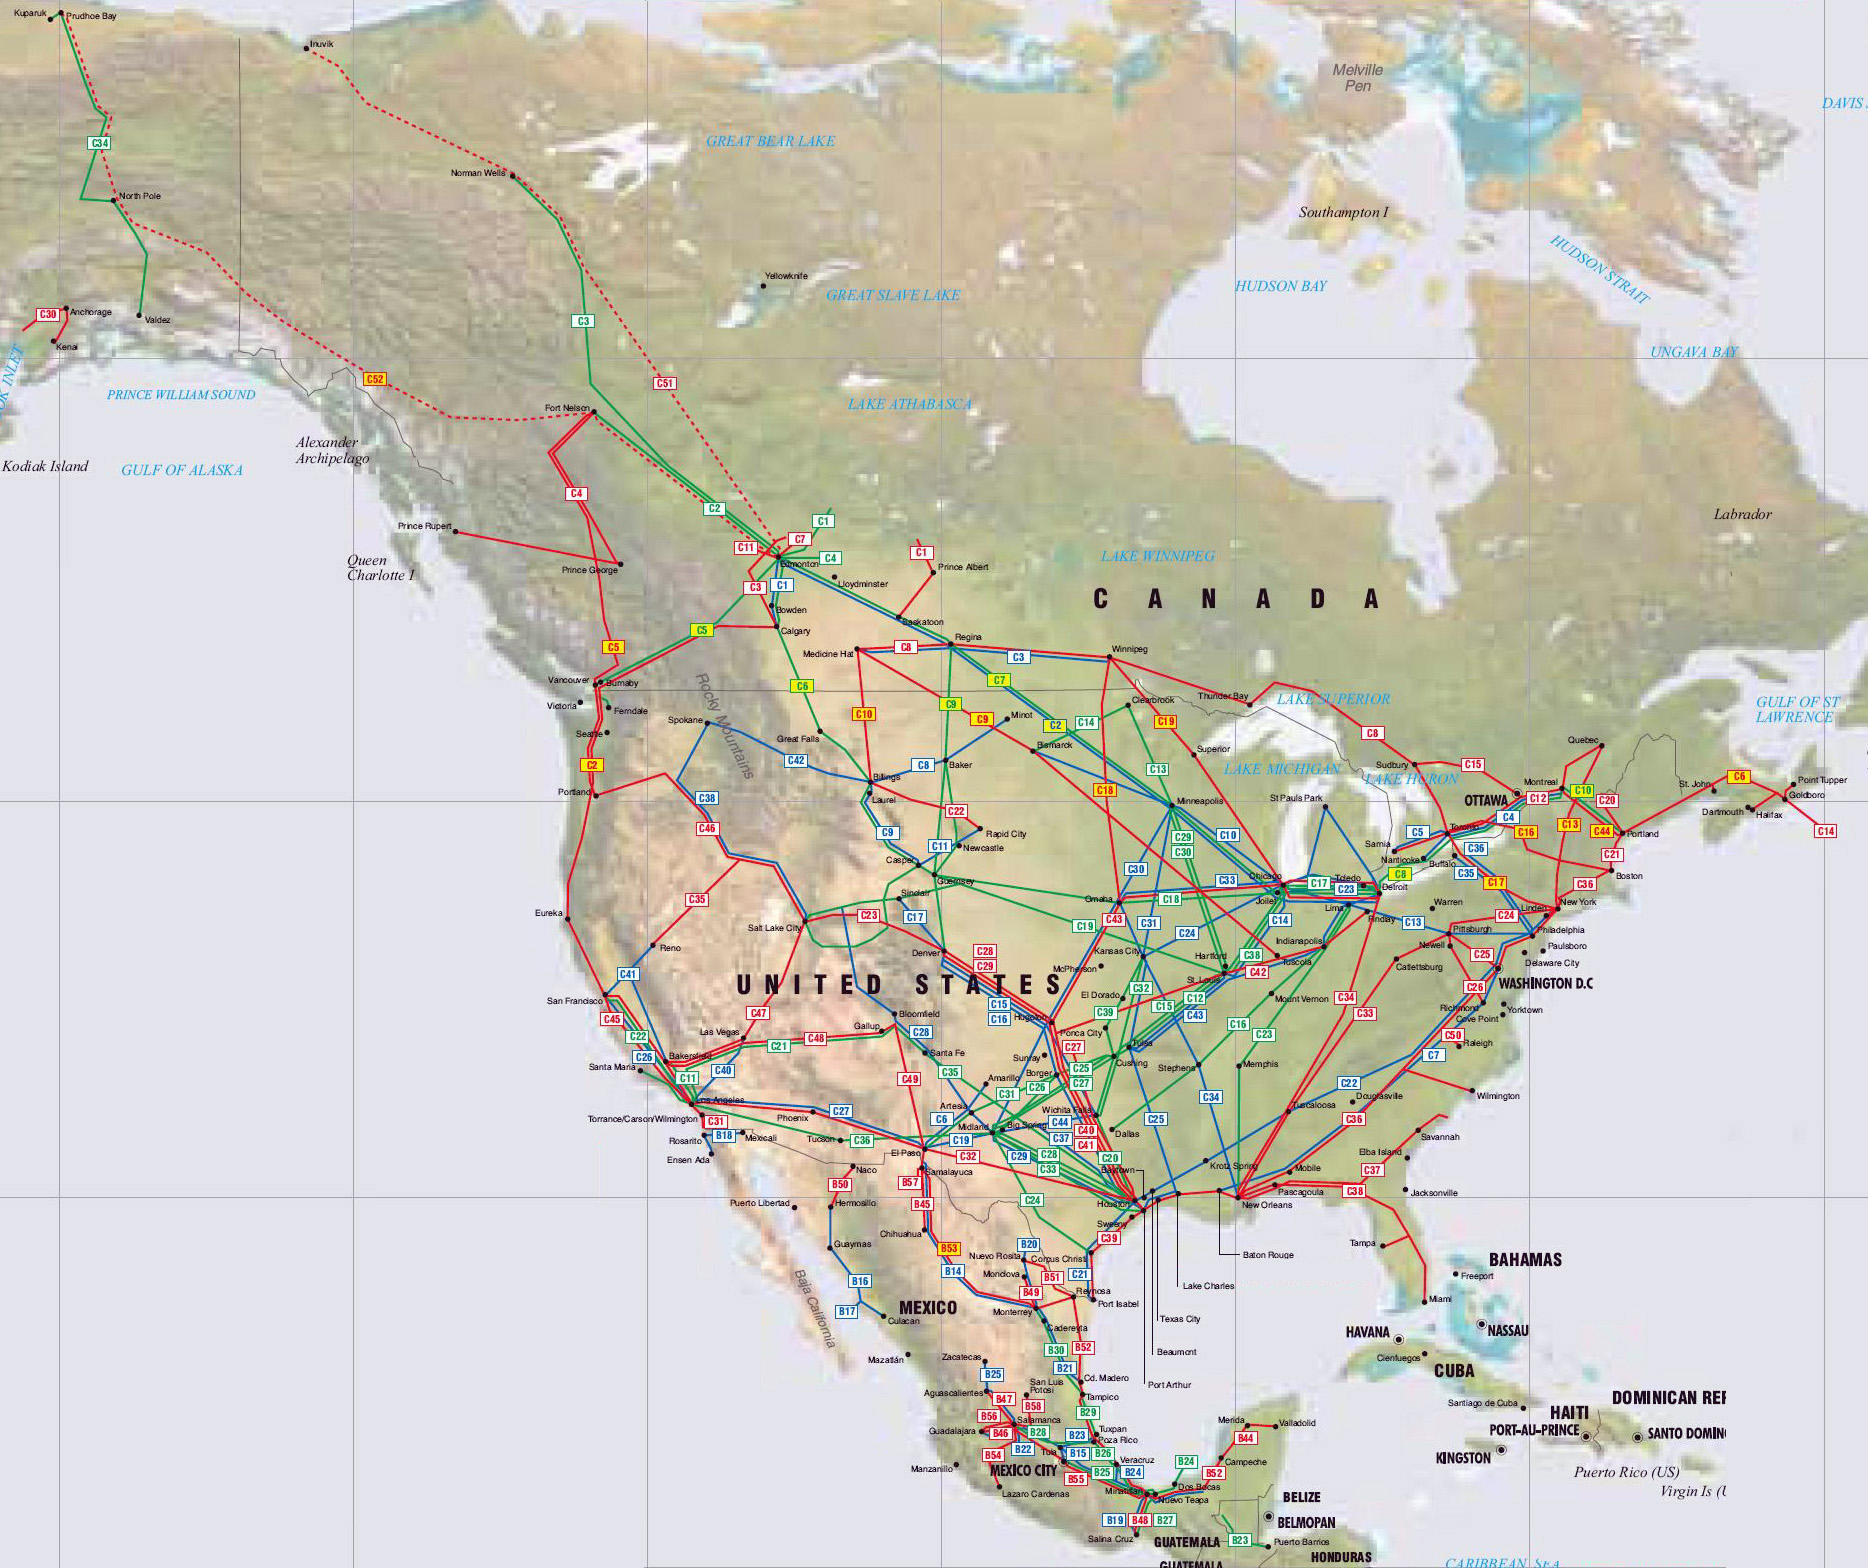 Kuparuk
Prudhoe Bay
Inuvik
Melville
Pen
DAVIS
GREAT BEAR LAKE
C34
Norman Wells
North Pole
Southampton I
HUDSON STRAIT
Yellowknife
GREAT SLAVE LAKE
HUDSON BAY
C30
Anchorage
Valdez
Kenai
C3
UNGAVA BAY
OK INLET
PRINCE WILLIAM SOUND
C52
C51
LAKE ATHABASCA
Fort Nelson
Alexander
Archipelago
Kodiak Island
GULF OF ALASKA
C4
C2
C1
Labrador
Prince Rupert
Queen
Charlotte I
Prince George
C11
C7
C4
C1
LAKE WINNIPEG
Edmonton
Lloydminster
Prince Albert
C3
C1
Bowden
CANADA
Saskatoon
Calgary
C5
C5
Regina
Medicine Hat
C8
C3
Winnipeg
Vancouver
Burnaby
Victoria
Ferndale
Seattle
Rocky Mountains
C6
C7
C9
C10
C9
Minot
C2
C14
Clearbrook
C19
Thunder Bay
LAKE SUPERIOR
GULF OF ST
LAWRENCE
Spokane
Great Falls
Bismarck
Superior
C8
Quebec
C2
C42
C8
Baker
C13
LAKE MICHIGAN
LAKE HURON
Sudbury
C15
Montreal
St. John
C6
Point Tupper
Goldboro
Portland
Billings
Laurel
C38
C18
Minneapolis
St Pauls Park
OTTAWA
C12
C10
C20
Dartmouth
Halifax
C14
C46
C9
C22
Rapid City
C11
Newcastle
C29
C30
C10
C5
C4
Toronto
C16
C13
C44
Portland
Sarnia
Nanticoke
Buffalo
C36
C21
Casper
Guernsey
C30
C33
Chicago
C17
Toledo
C23
C8
C35
C17
C36
Boston
Detroit
Sinclair
Omaha
C18
Joliet
Lima
Findlay
Warren
Linden
New York
C35
C23
C17
C43
C19
C31
C24
C14
C13
C24
Eureka
Salt Lake City
Pittsburgh
Philadelphia
Reno
Denver
C28
C29
Kansas City
Hartford
C38
Indianapolis
Tuscola
Newell
Paulsboro
Catlettsburg
C25
Delaware City
McPherson
St. Louis
C42
WASHINGTON D.C
C41
UNITED STATES
San Francisco
C45
C15
C16
El Dorado
C32
C12
C15
C43
Mount Vernon
C34
C33
C26
Richmond
Yorktown
Cove Point
C47
Bloomfield
Hugoton
C39
C16
C23
C50
Raleigh
Las Vegas
Gallup
C28
Ponca City
C22
C21
C48
C27
Tulsa
C7
C26
Bakersfield
Santa Fe
Sunray
Cushing
Stephens
Memphis
Santa Maria
C11
C40
C49
C35
Amarillo
Borger
C25
C27
C22
Douglasville
Wilmington
C31
C26
Los Angeles
Artesia
Wichita Falls
C34
Tuscaloosa
Torrance/Carson/Wilmington
C31
Phoenix
C27
C6
Midland
Big Spring
C44
C40
C25
C36
Rosarito
B18
Mexicali
Tucson
C36
C19
C37
C41
Dallas
Savannah
Ensen Ada
El Paso
C32
C29
C28
C33
C20
Elba Island
Naco
Samalayuca
Baytown
Krotz Spring
Mobile
C37
B50
B57
Pascagoula
C38
Jacksonville
Puerto Libertad
Hermosillo
B45
C24
Houston
New Orleans
Sweeny
Chihuahua
C39
Guaymas
B53
B20
Nuevo Rosita
Corpus Christi
Baton Rouge
Tampa
BAHAMAS
B14
Monclova
B51
C21
Freeport
Baja California
B16
B49
Reynosa
Lake Charles
Miami
B17
MEXICO
Monterrey
Port Isabel
Culacan
Cadereyta
Texas City
HAVANA
NASSAU
Mazatlán
Zacatecas
B30
B52
Beaumont
Cienfuegos
CUBA
B25
B21
San Luis
Potosi
Cd. Madero
Port Arthur
Aguascalientes
B47
B58
Tampico
Santiago de Cuba
DOMINICAN REF
B56
Salamanca
B29
HAITI
Guadalajara
B46
B28
Tuxpan
Merida
Valladolid
PORT-AU-PRINCE
SANTO DOMIN
B23
Poza Rico
B44
B54
B22
Tula
B15
B26
KINGSTON
Manzanillo
MEXICO CITY
Veracruz
B24
Campeche
B55
B25
B24
B52
Puerto Rico (US)
Lazaro Cardenas
Minatitlan
Dos Bocas
Nuevo Teapa
BELIZE
Virgin Is (U
B19
B48
B27
BELMOPAN
Salina Cruz
GUATEMALA
B23
Puerto Barrios
GUATEMALA
HONDURAS
CARIBBEAN SEA